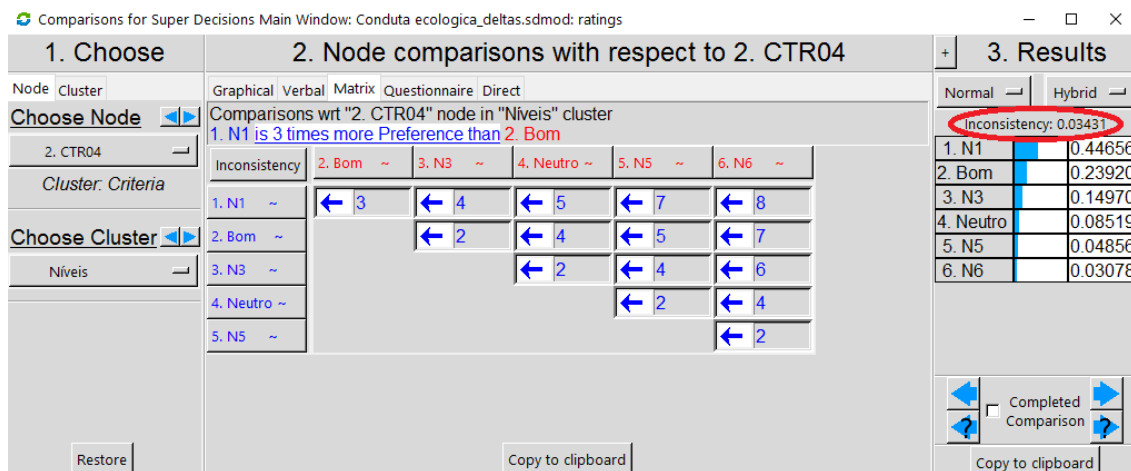 Comparisons for Super Decisions Main Window: Conduta ecologica_deltas.sdmod: ratings
1. Choose
Node Cluster
Choose Node
2. CTR04
Cluster: Criteria
Choose Cluster
Níveis
Restore
2. Node comparisons with respect to 2. CTR04
Graphical Verbal Matrix Questionnaire Direct
Comparisons wrt "2. CTR04" node in "Níveis" cluster
1. N1 is 3 times more Preference than 2. Bom
Inconsistency 2. Bom ~ 3. N3 ~ 4. Neutro ~ 5. N5 ~ 6. N6 ~
1. N1 ~ ← 3 ← 4 ← 5 ← 7 ← 8
2. Bom ~ ← 2 ← 4 ← 5 ← 7
3. N3 ~ ← 2 ← 4 ← 6
4. Neutro ~ ← 2 ← 4
5. N5 ~ ← 2
Copy to clipboard
+ 3. Results
Normal Hybrid
Inconsistency: 0.03431
1. N1 0.44656
2. Bom 0.23920
3. N3 0.14970
4. Neutro 0.08519
5. N5 0.04856
6. N6 0.03078
Completed
Comparison
? ?
Copy to clipboard